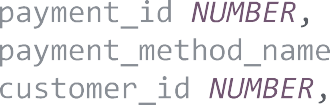 payment_id NUMBER,
payment_method_name
customer_id NUMBER,